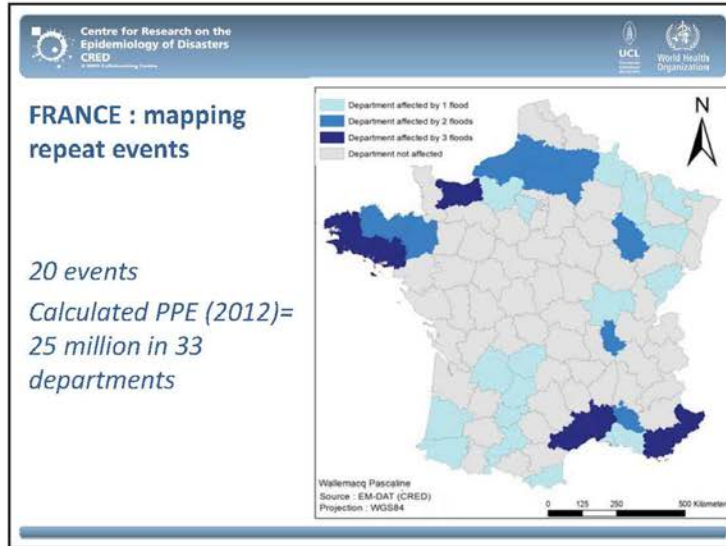 Centre for Research on the
Epidemiology of Disasters
CRED
UCL
World Health
Organization
FRANCE : mapping
repeat events
20 events
Calculated PPE (2012)=
25 million in 33
departments
Department affected by 1 flood
Department affected by 2 floods
Department affected by 3 floods
Department not affected
N
Wallemacq Pascaline
Source : EM-DAT (CRED)
Projection : WGS84
0 125 250 500 Kilometer